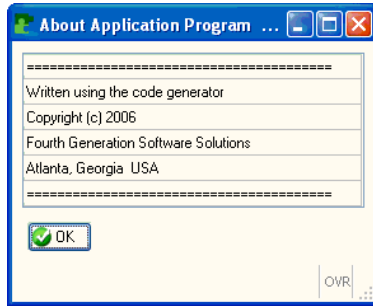 About Application Program ...
========================================
Written using the code generator
Copyright (c) 2006
Fourth Generation Software Solutions
Atlanta, Georgia  USA
========================================
OK
OVR